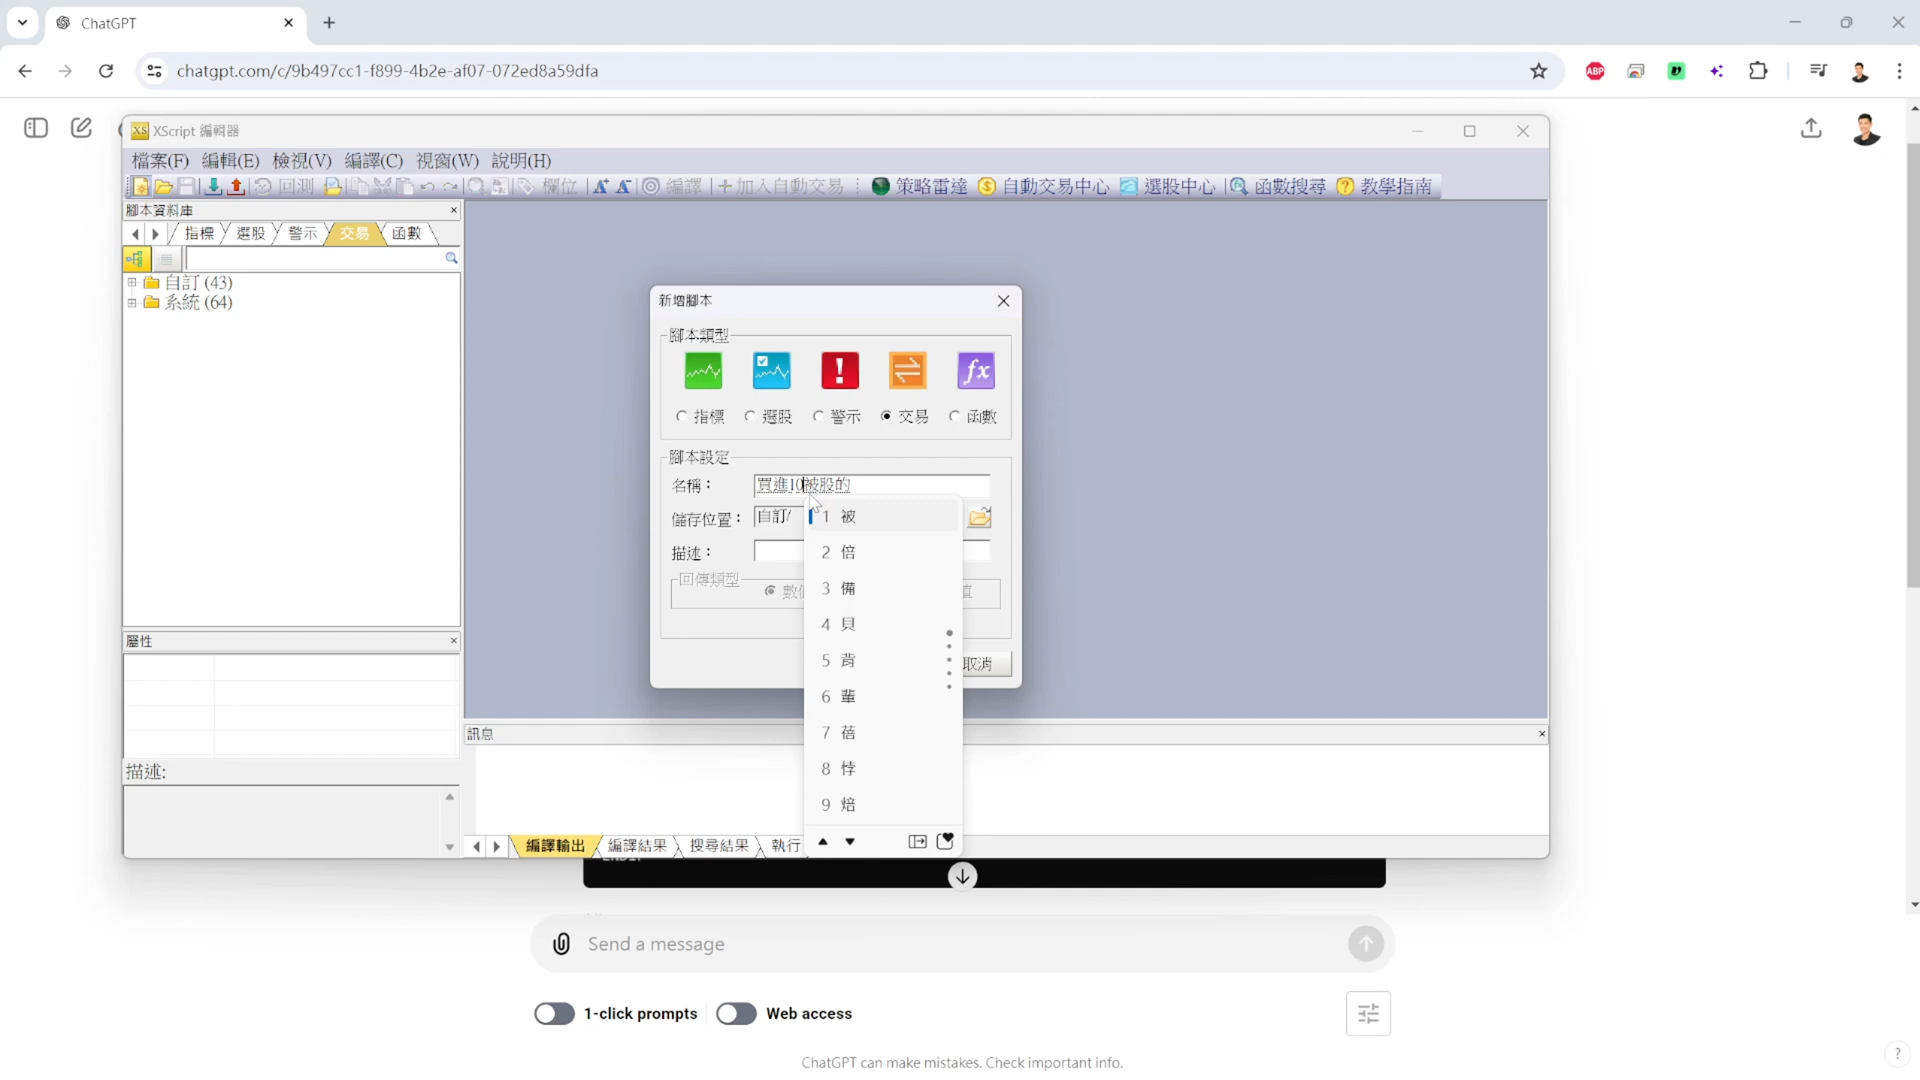 ChatGPT
chatgpt.com/c/9b497cc1-f899-4b2e-af07-072ed8a59dfa
ABP
XS XScript 編輯器
檔案(F) 編輯(E) 檢視(V) 編譯(C) 視窗(W) 說明(H)
回測 欄位 A A 編譯 加入自動交易 策略雷達 自動交易中心 選股中心 函數搜尋 教學指南
腳本資料庫
指標 選股 警示 交易 函數
自訂 (43)
系統 (64)
新增腳本
腳本類型
fx
指標 選股 警示 交易 函數
腳本設定
名稱： 買進10被股的
儲存位置： 自訂/
描述：
回傳類型
數值
取消
1 被
2 倍
3 備
4 貝
5 背
6 輩
7 蓓
8 悖
9 焙
屬性
描述:
訊息
編譯輸出 編譯結果 搜尋結果 執行
Send a message
1-click prompts Web access
ChatGPT can make mistakes. Check important info.
?